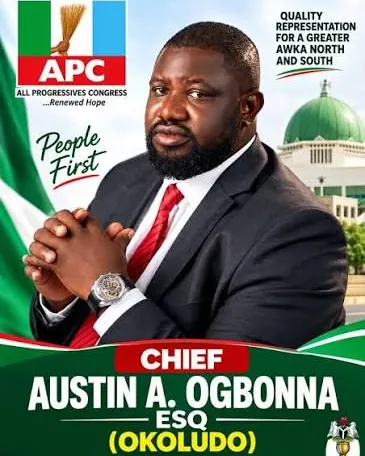 APC
ALL PROGRESSIVES CONGRESS
...Renewed Hope
QUALITY
REPRESENTATION
FOR A GREATER
AWKA NORTH
AND SOUTH
People
First
CHIEF
AUSTIN A. OGBONNA
ESQ
(OKOLUDO)